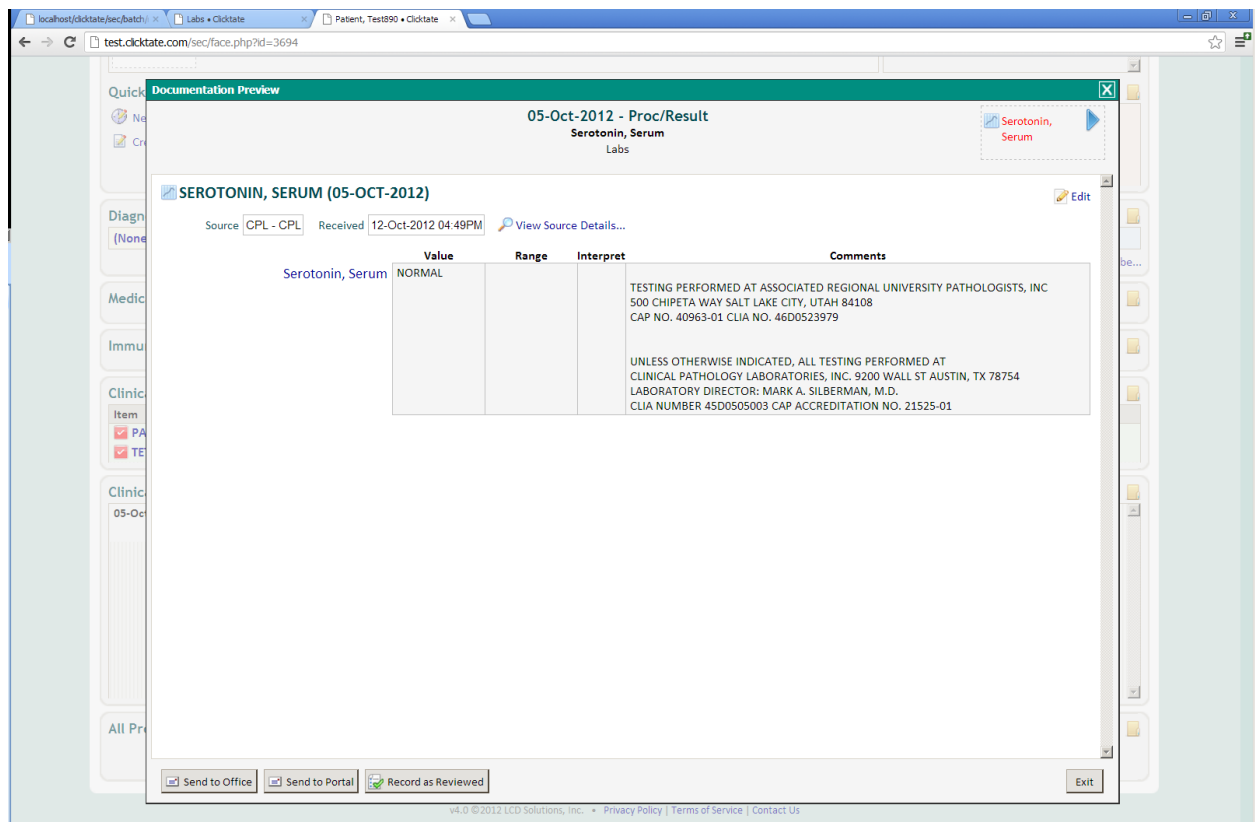 localhost/clicktate/sec/batch/
Labs • Clicktate
Patient, Test890 • Clicktate
test.clicktate.com/sec/face.php?id=3694
Quick
Documentation Preview
X
Ne
Cre
05-Oct-2012 - Proc/Result
Serotonin, Serum
Labs
Serotonin,
Serum
SEROTONIN, SERUM (05-OCT-2012)
Edit
Diagn
(None
Source CPL - CPL Received 12-Oct-2012 04:49PM View Source Details...
be...
Value Range Interpret Comments
Serotonin, Serum NORMAL
TESTING PERFORMED AT ASSOCIATED REGIONAL UNIVERSITY PATHOLOGISTS, INC
500 CHIPETA WAY SALT LAKE CITY, UTAH 84108
CAP NO. 40963-01 CLIA NO. 46D0523979
UNLESS OTHERWISE INDICATED, ALL TESTING PERFORMED AT
CLINICAL PATHOLOGY LABORATORIES, INC. 9200 WALL ST AUSTIN, TX 78754
LABORATORY DIRECTOR: MARK A. SILBERMAN, M.D.
CLIA NUMBER 45D0505003 CAP ACCREDITATION NO. 21525-01
Medic
Immu
Clinic
Item
PA
TE
Clinic
05-Oct
All Pro
Send to Office
Send to Portal
Record as Reviewed
Exit
v4.0 ©2012 LCD Solutions, Inc. • Privacy Policy | Terms of Service | Contact Us